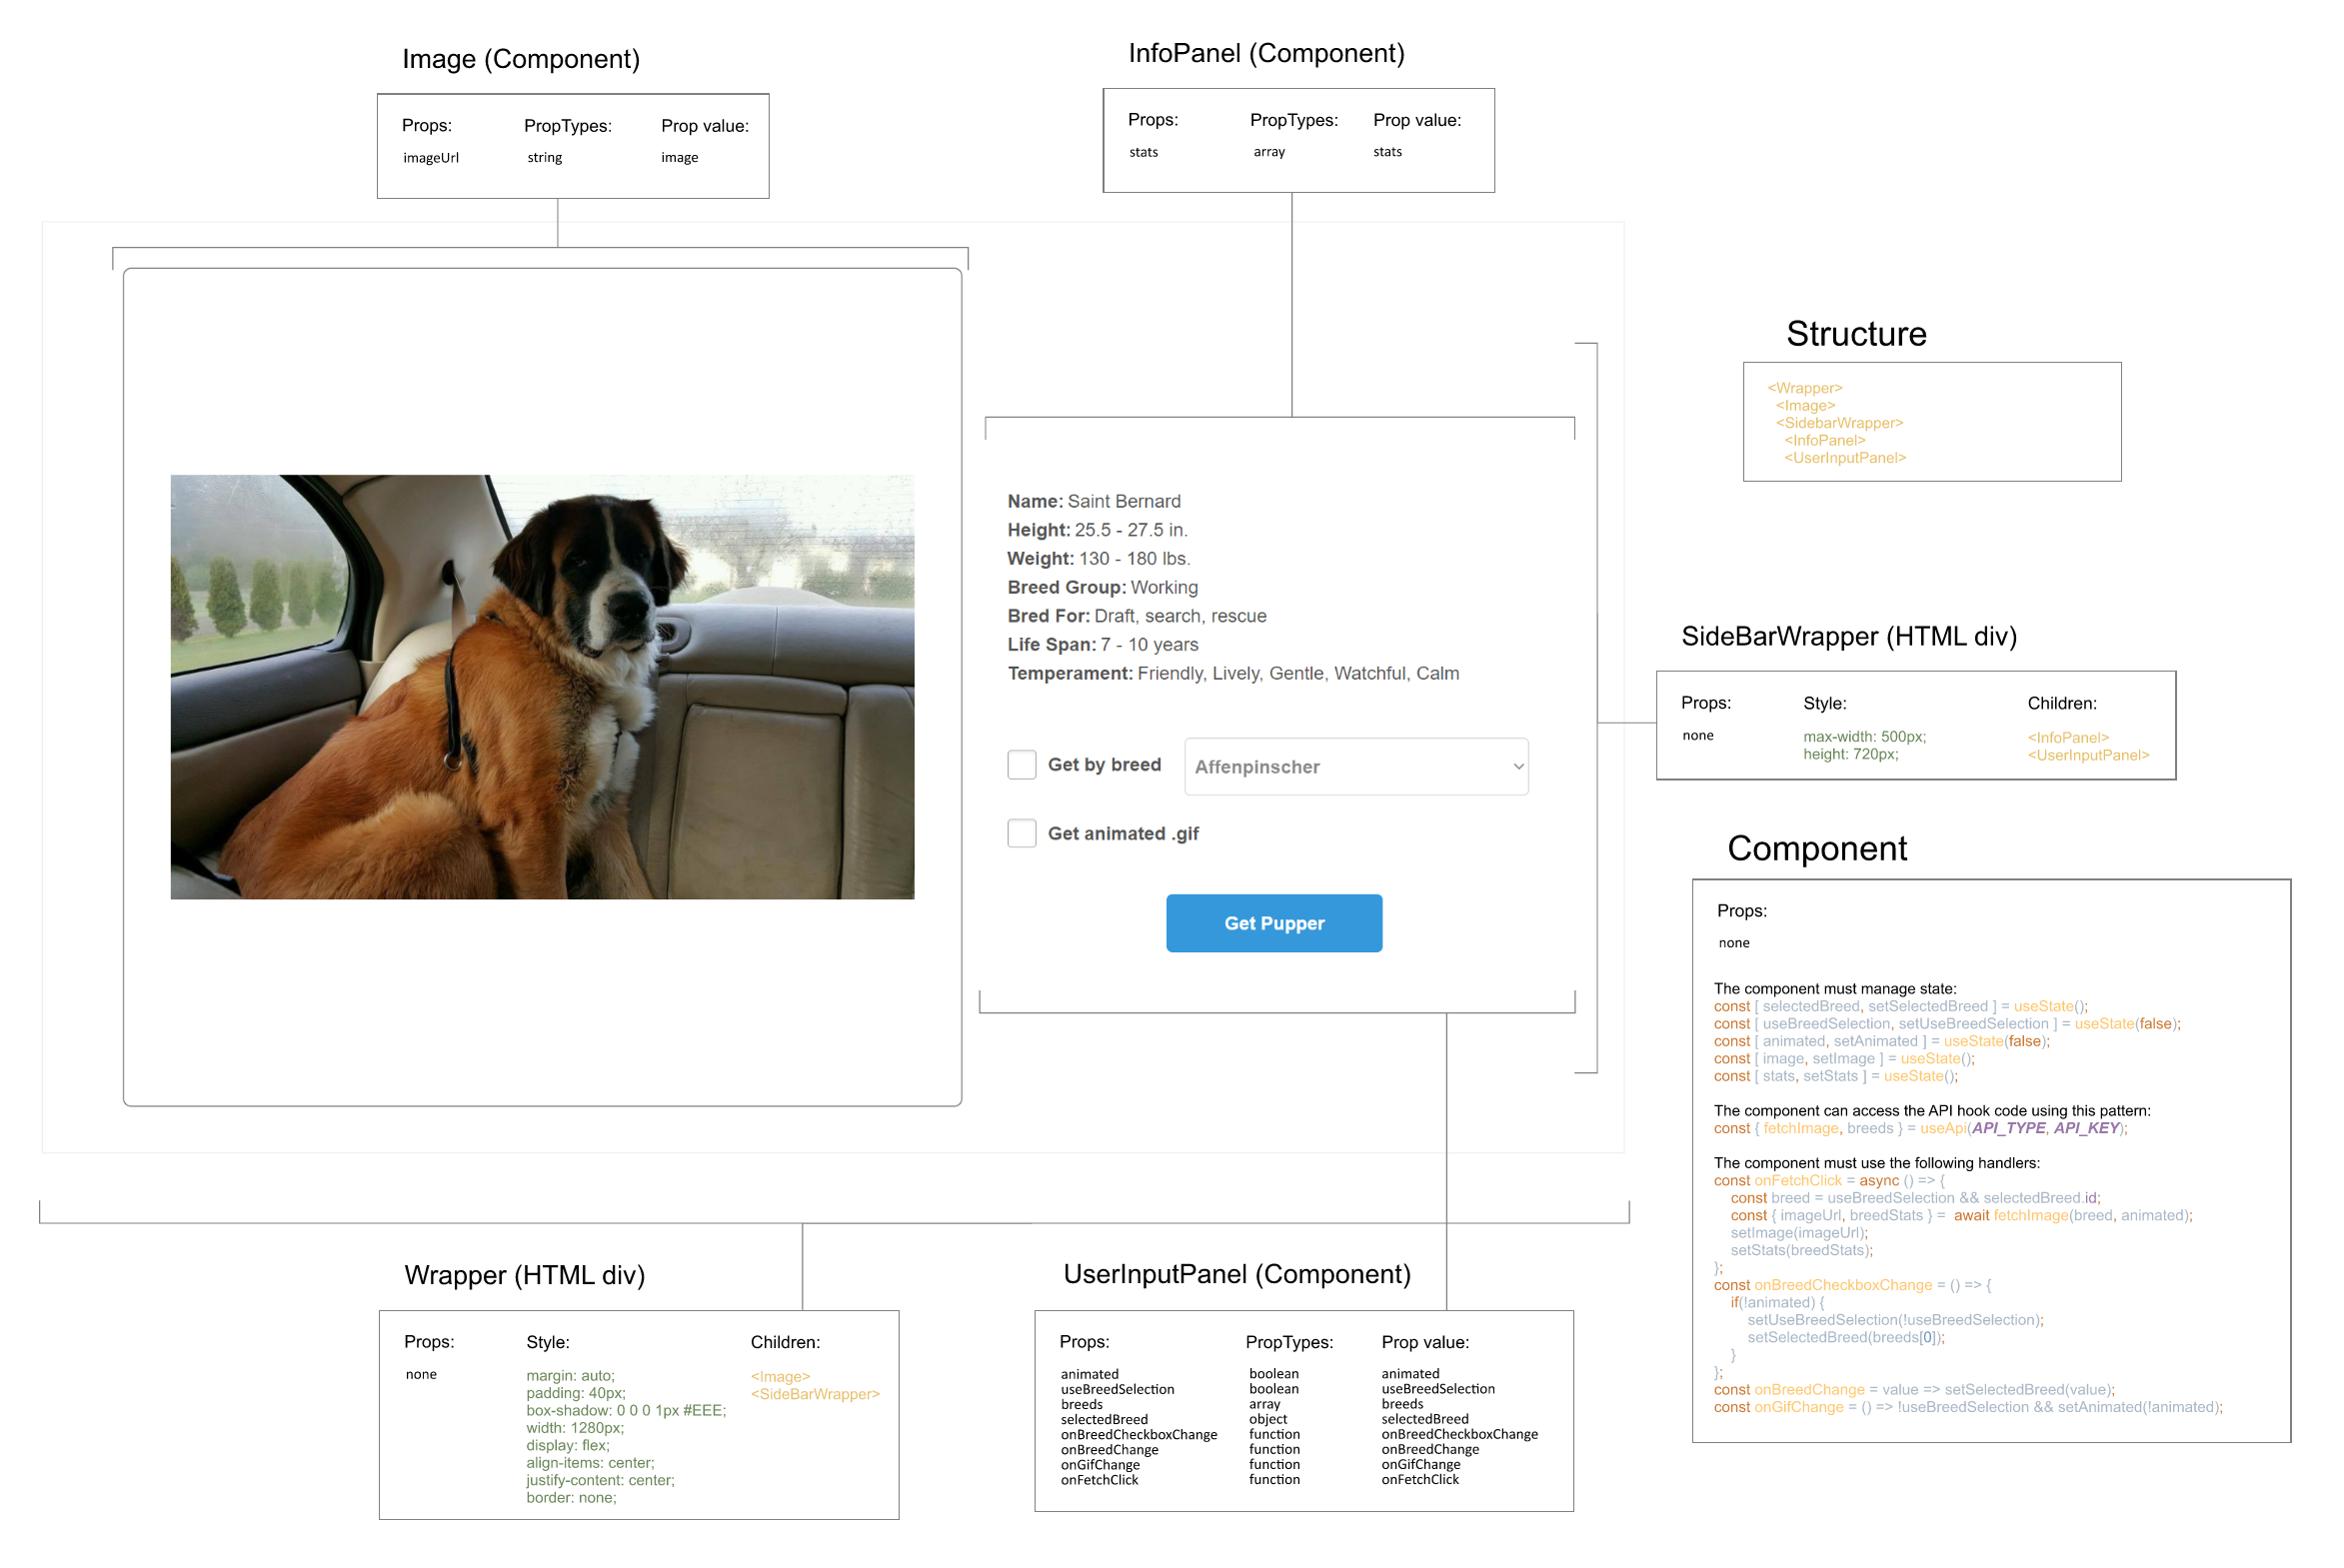 Image (Component)
Props: PropTypes: Prop value:
imageUrl string image
InfoPanel (Component)
Props: PropTypes: Prop value:
stats array stats
Name: Saint Bernard
Height: 25.5 - 27.5 in.
Weight: 130 - 180 lbs.
Breed Group: Working
Bred For: Draft, search, rescue
Life Span: 7 - 10 years
Temperament: Friendly, Lively, Gentle, Watchful, Calm
Get by breed Affenpinscher
Get animated .gif
Get Pupper
Structure
<Wrapper>
<Image>
<SidebarWrapper>
<InfoPanel>
<UserInputPanel>
SideBarWrapper (HTML div)
Props: Style: Children:
none max-width: 500px; <InfoPanel>
height: 720px; <UserInputPanel>
Component
Props:
none
The component must manage state:
const [ selectedBreed, setSelectedBreed ] = useState();
const [ useBreedSelection, setUseBreedSelection ] = useState(false);
const [ animated, setAnimated ] = useState(false);
const [ image, setImage ] = useState();
const [ stats, setStats ] = useState();
The component can access the API hook code using this pattern:
const { fetchImage, breeds } = useApi(API_TYPE, API_KEY);
The component must use the following handlers:
const onFetchClick = async () => {
const breed = useBreedSelection && selectedBreed.id;
const { imageUrl, breedStats } = await fetchImage(breed, animated);
setImage(imageUrl);
setStats(breedStats);
};
const onBreedCheckboxChange = () => {
if(!animated) {
setUseBreedSelection(!useBreedSelection);
setSelectedBreed(breeds[0]);
}
};
const onBreedChange = value => setSelectedBreed(value);
const onGifChange = () => !useBreedSelection && setAnimated(!animated);
Wrapper (HTML div)
Props: Style: Children:
none margin: auto; <Image>
padding: 40px; <SideBarWrapper>
box-shadow: 0 0 0 1px #EEE;
width: 1280px;
display: flex;
align-items: center;
justify-content: center;
border: none;
UserInputPanel (Component)
Props: PropTypes: Prop value:
animated boolean animated
useBreedSelection boolean useBreedSelection
breeds array breeds
selectedBreed object selectedBreed
onBreedCheckboxChange function onBreedCheckboxChange
onBreedChange function onBreedChange
onGifChange function onGifChange
onFetchClick function onFetchClick